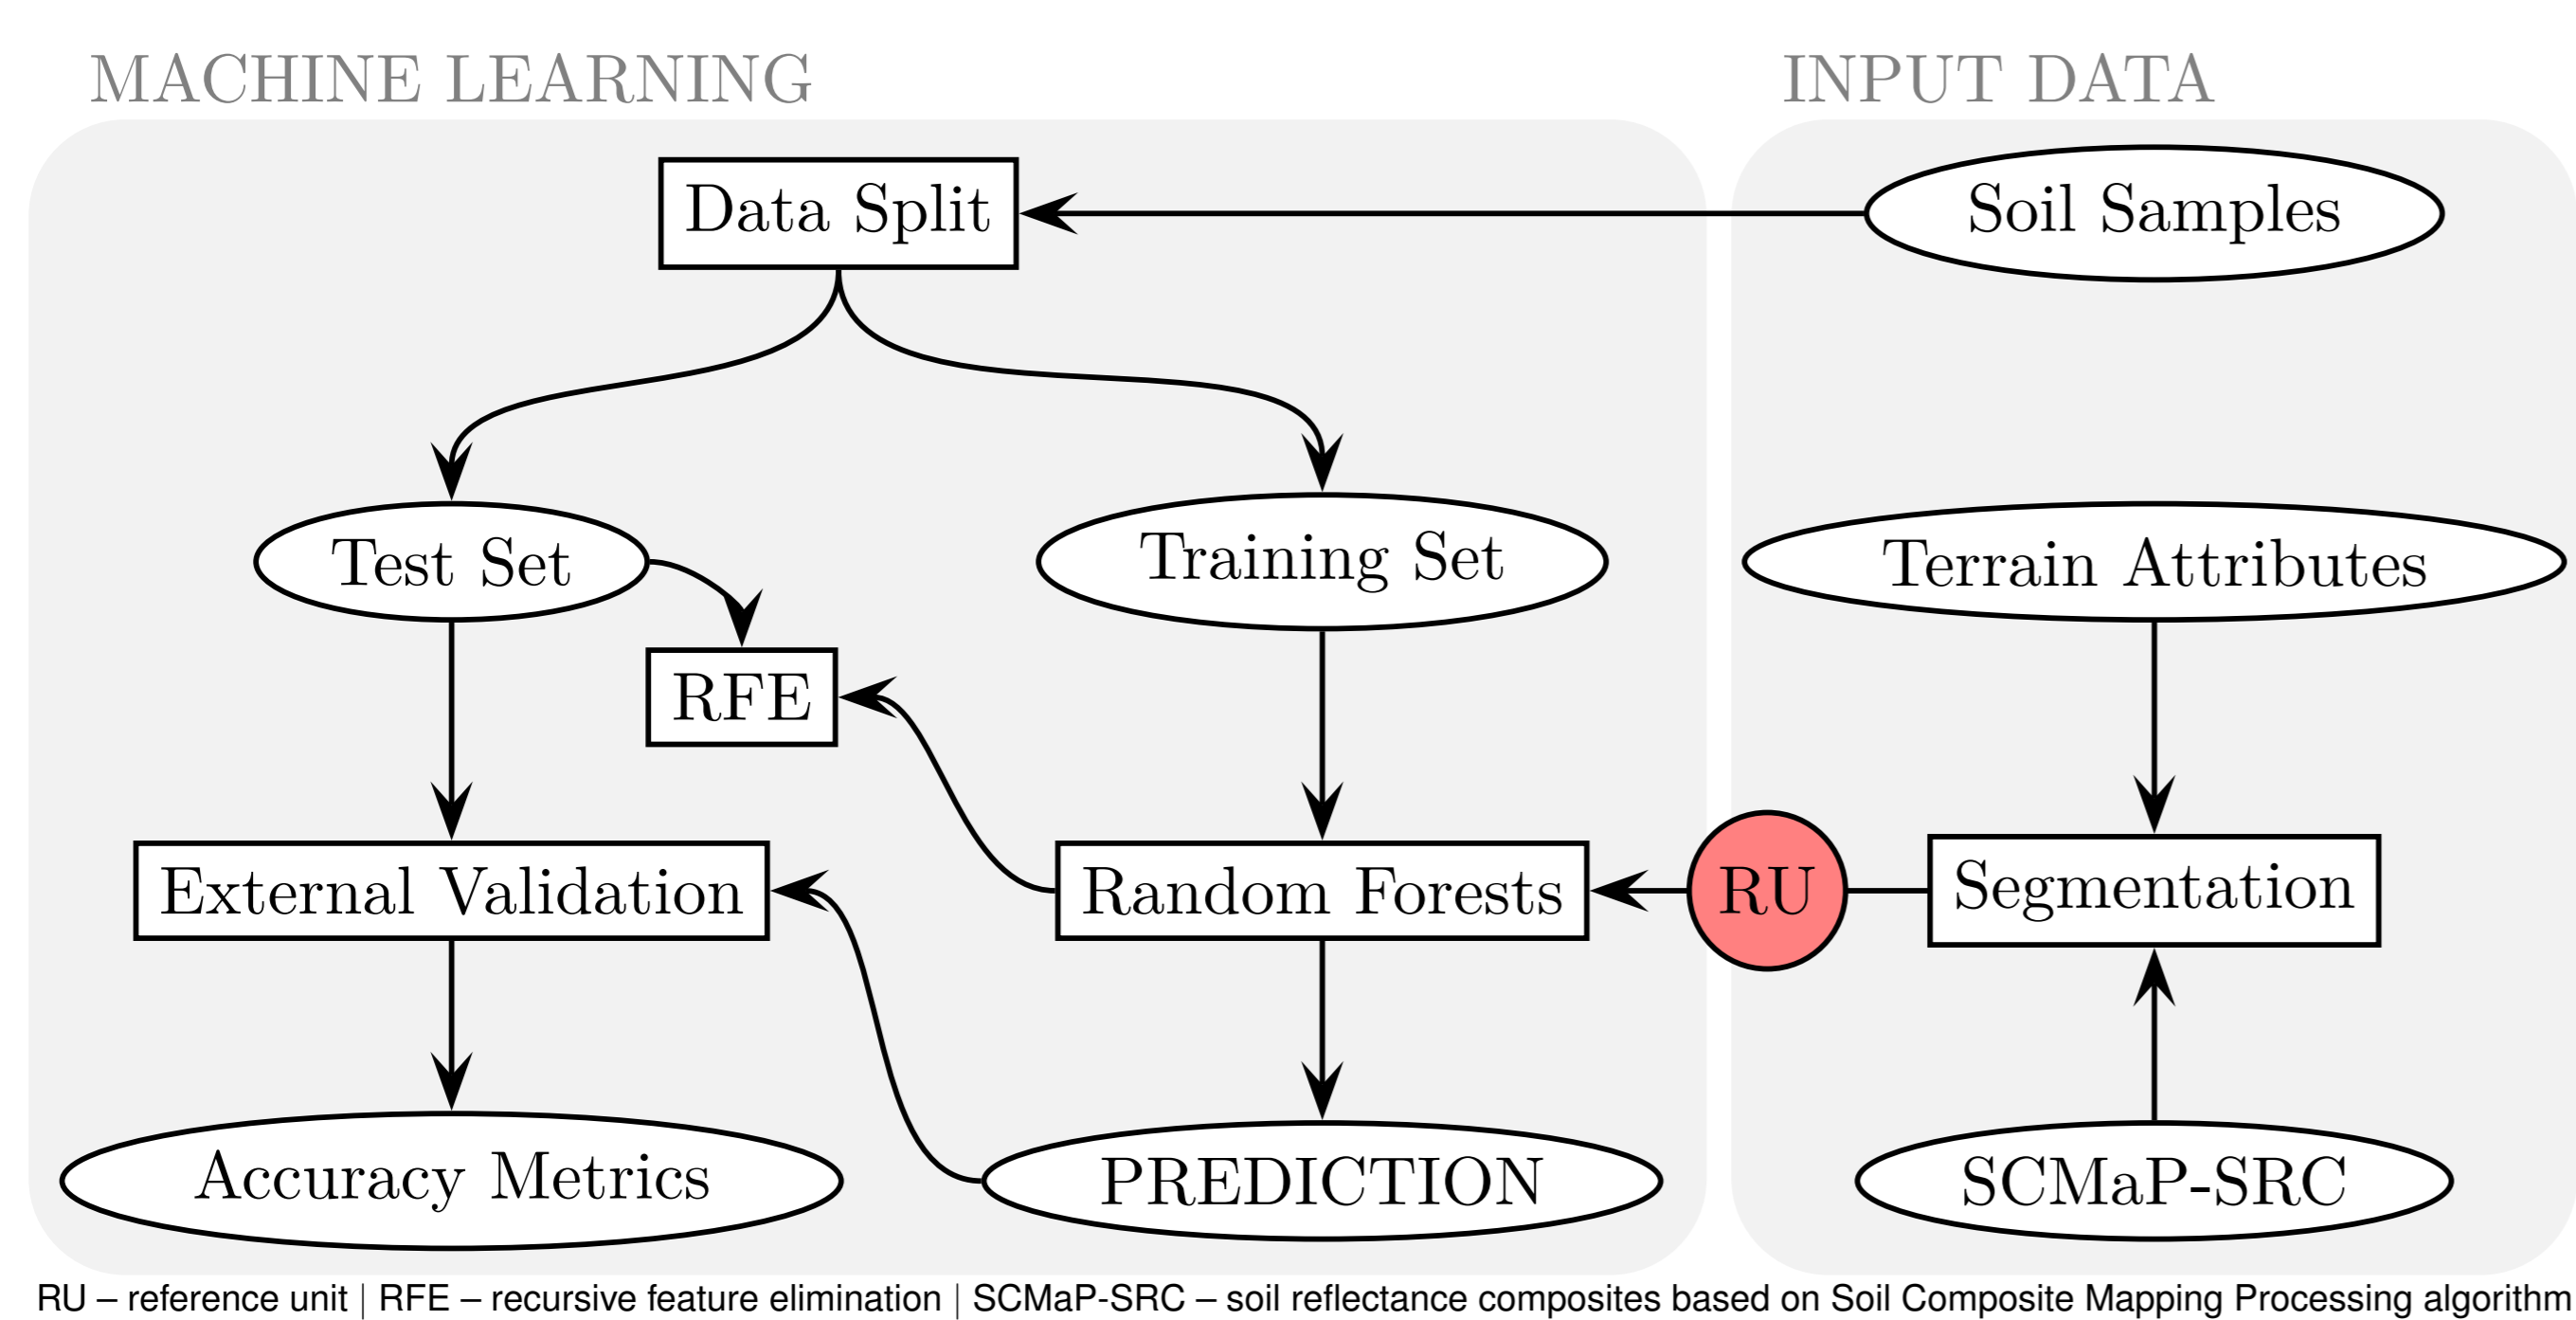 MACHINE LEARNING
INPUT DATA
Data Split
Soil Samples
Test Set
Training Set
Terrain Attributes
RFE
External Validation
Random Forests
RU
Segmentation
Accuracy Metrics
PREDICTION
SCMaP-SRC
RU – reference unit | RFE – recursive feature elimination | SCMaP-SRC – soil reflectance composites based on Soil Composite Mapping Processing algorithm